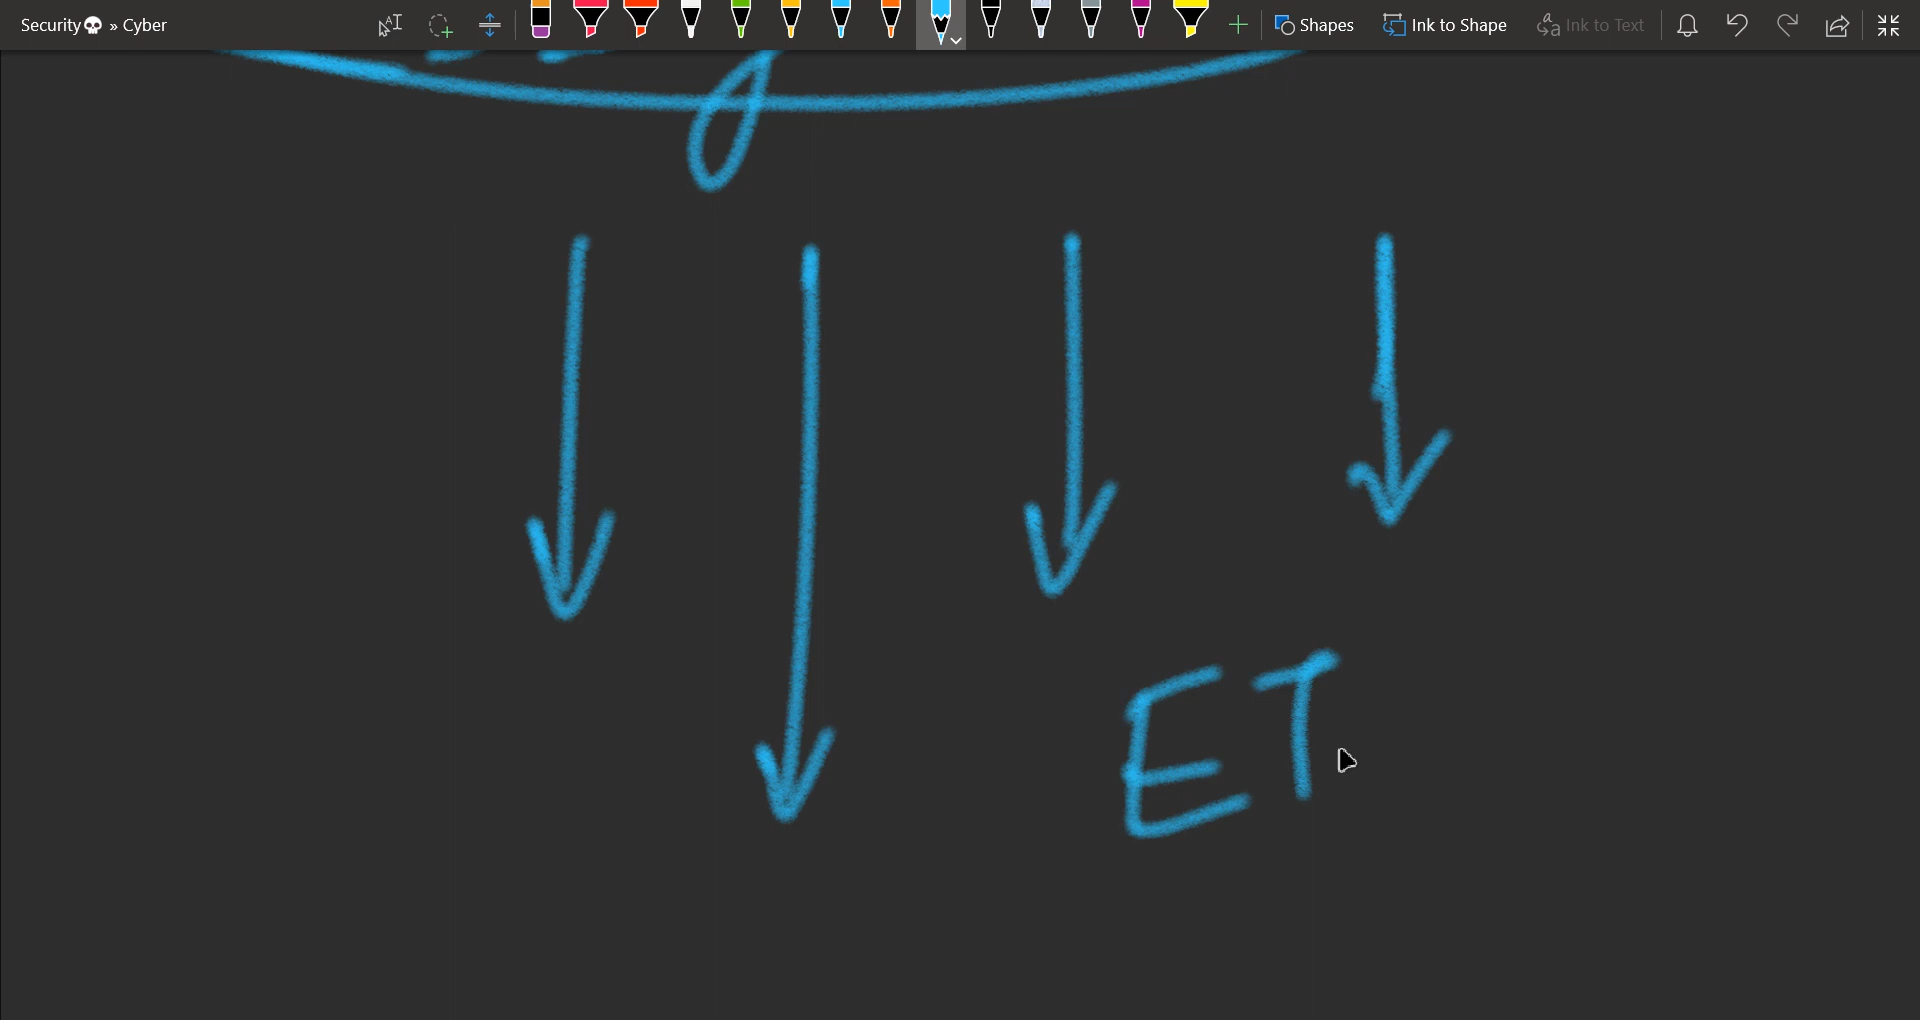 Security💀 » Cyber
Shapes
Ink to Shape
Ink to Text
ET